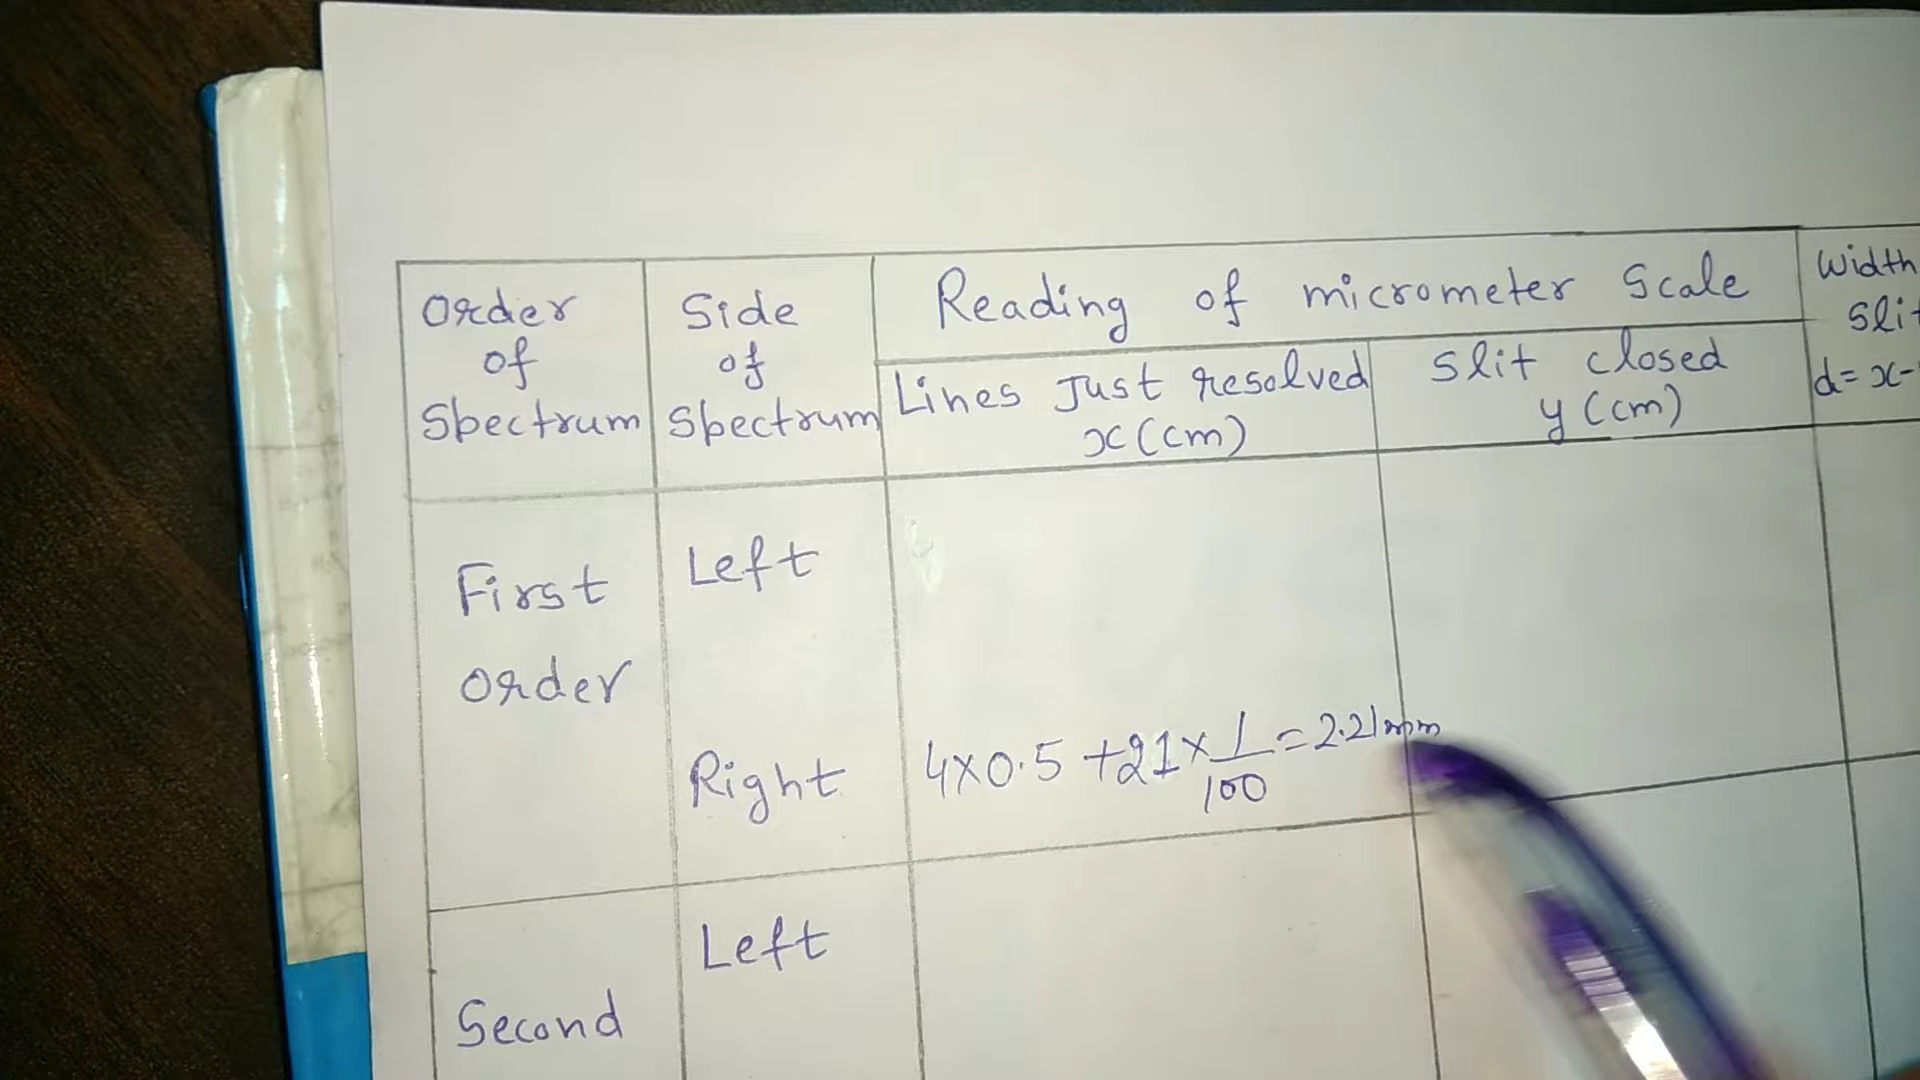 Order
of
Spectrum
Side
of
Spectrum
Reading of micrometer Scale
Lines Just resolved
x (cm)
Slit closed
y (cm)
Width
Slit
d = x-
First
order
Left
Right
4×0.5 +21×1/100 = 2.21mm
Second
Left